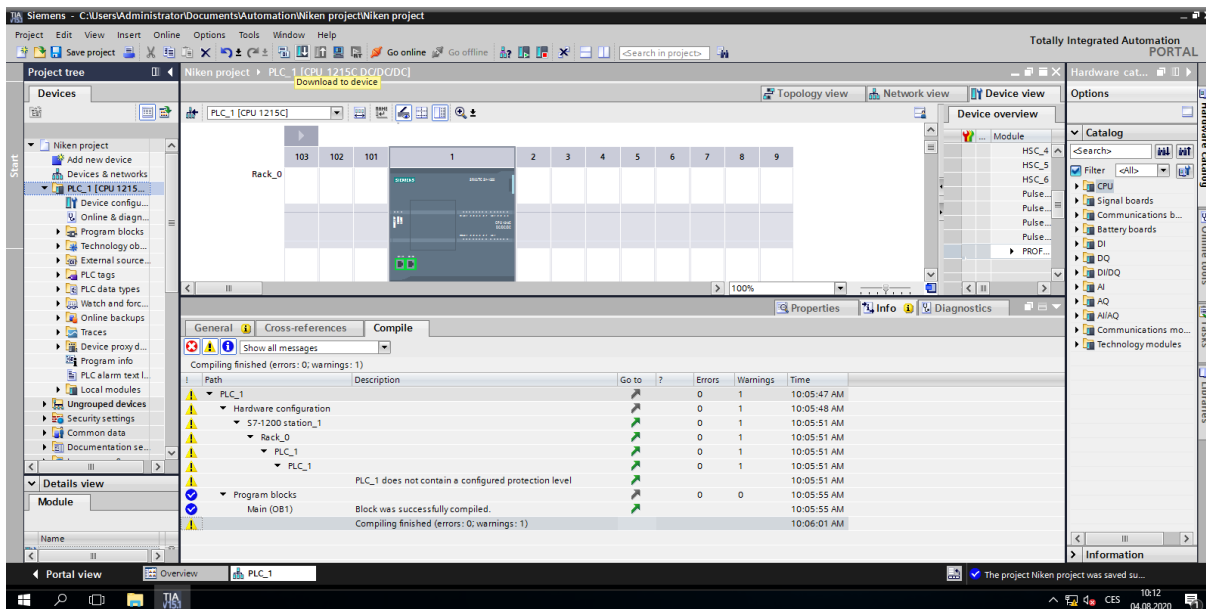 Siemens - C:\Users\Administrator\Documents\Automation\Niken project\Niken project
Project Edit View Insert Online Options Tools Window Help
Save project
Go online
Go offline
<Search in project>
Totally Integrated Automation
PORTAL
Project tree
Niken project ▸ PLC_1 [CPU 1215C DC/DC/DC]
Download to device
Hardware cat...
Devices
Topology view
Network view
Device view
Options
PLC_1 [CPU 1215C]
Device overview
Niken project
Add new device
Devices & networks
PLC_1 [CPU 1215...
Device configu...
Online & diagn...
Program blocks
Technology ob...
External source...
PLC tags
PLC data types
Watch and forc...
Online backups
Traces
Device proxy d...
Program info
PLC alarm text l...
Local modules
Ungrouped devices
Security settings
Common data
Documentation se...
Details view
Module
Name
Start
103 102 101 1 2 3 4 5 6 7 8 9
Rack_0
SIEMENS
100%
... Module
HSC_4
HSC_5
HSC_6
Pulse...
Pulse...
Pulse...
Pulse...
PROF...
Catalog
<Search>
Filter <All>
CPU
Signal boards
Communications b...
Battery boards
DI
DQ
DI/DQ
AI
AQ
AI/AQ
Communications mo...
Technology modules
Information
Hardware catalog
Online tools
Tasks
Libraries
Properties
Info
Diagnostics
General
Cross-references
Compile
Show all messages
Compiling finished (errors: 0; warnings: 1)
! Path Description Go to ? Errors Warnings Time
PLC_1 0 1 10:05:47 AM
Hardware configuration 0 1 10:05:48 AM
S7-1200 station_1 0 1 10:05:51 AM
Rack_0 0 1 10:05:51 AM
PLC_1 0 1 10:05:51 AM
PLC_1 0 1 10:05:51 AM
PLC_1 does not contain a configured protection level 10:05:51 AM
Program blocks 0 0 10:05:55 AM
Main (OB1) Block was successfully compiled. 10:05:55 AM
Compiling finished (errors: 0; warnings: 1) 10:06:01 AM
Portal view
Overview
PLC_1
The project Niken project was saved su...
TIA
V15.1
CES
10:12
04.08.2020